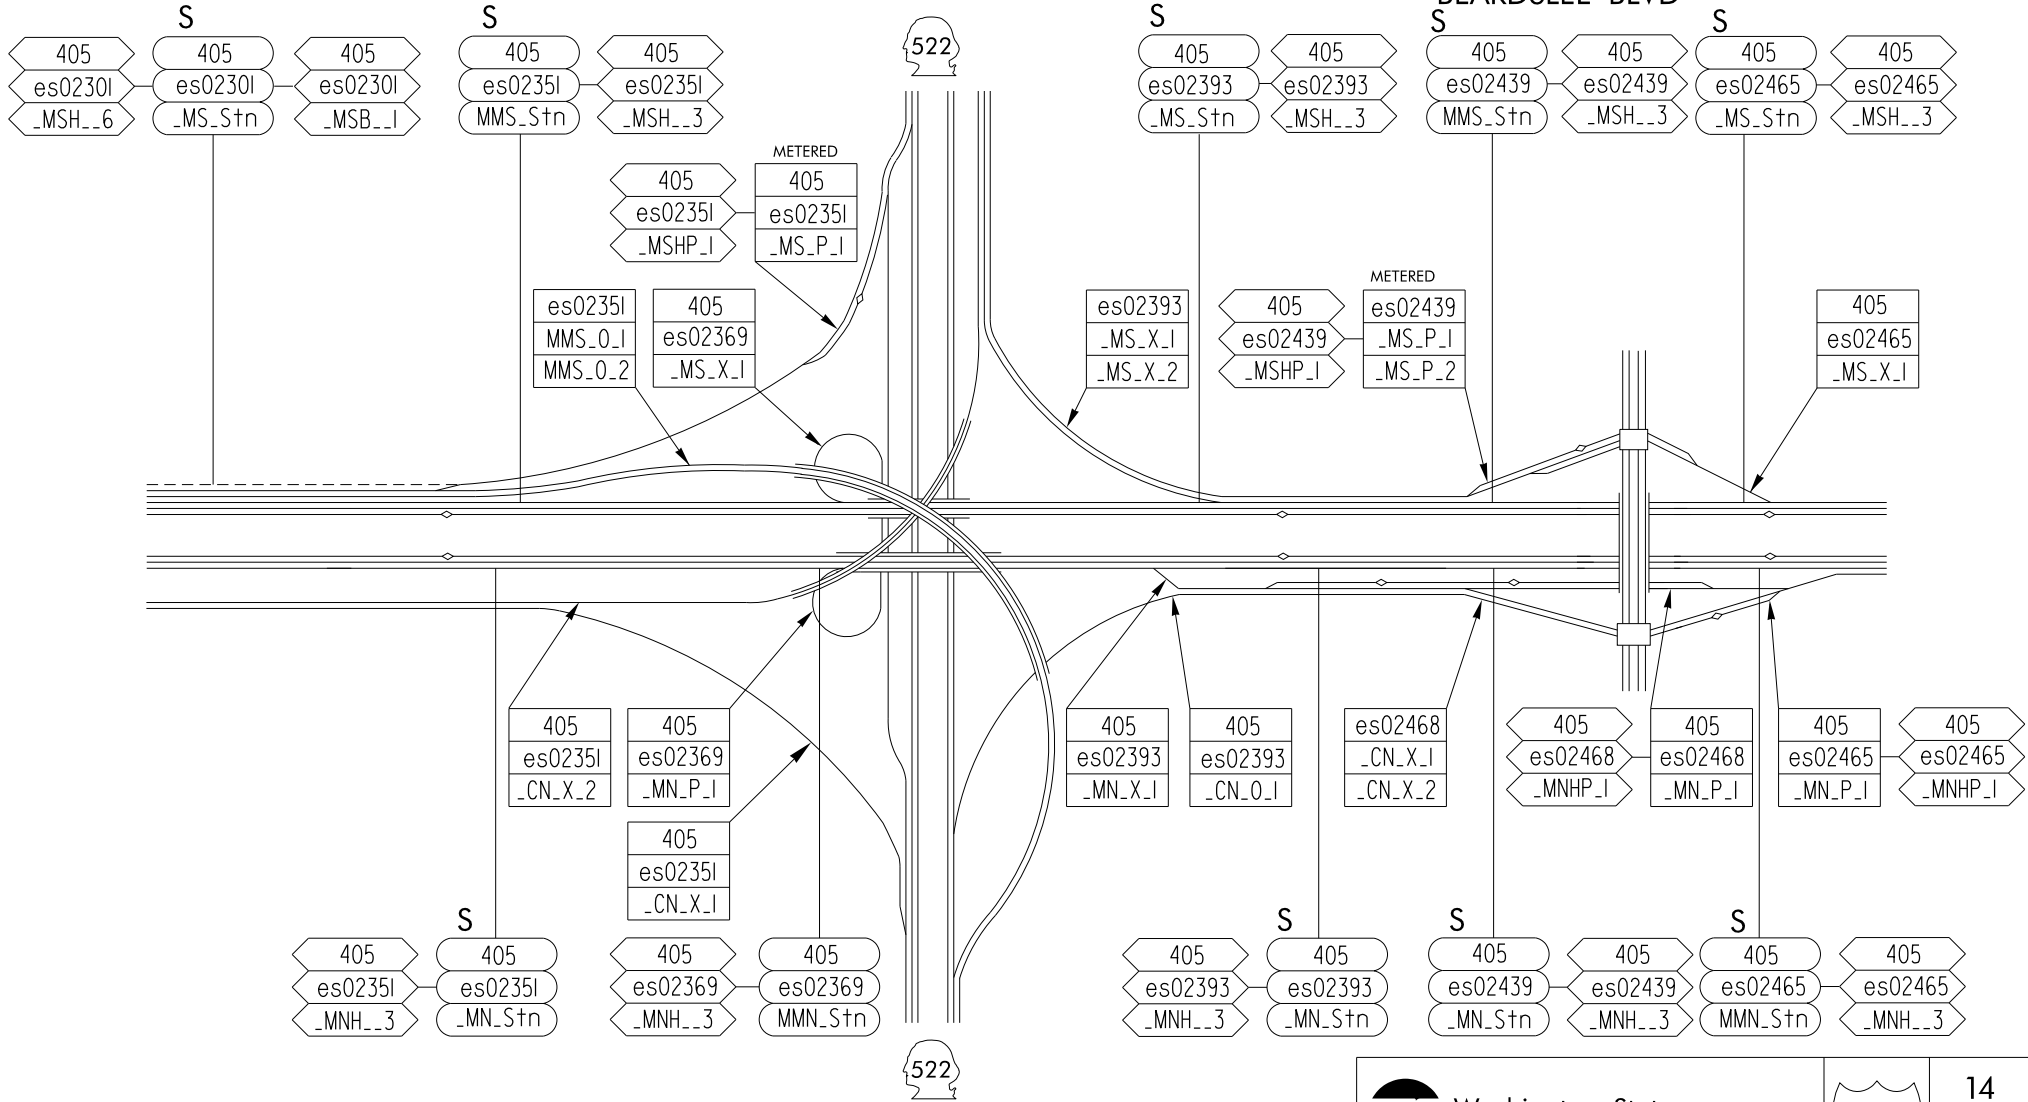 BEARDSLEE BLVD
S
S
S
S
S
405
es02301
_MSH__6
405
es02301
_MS_Stn
405
es02301
_MSB__1
405
es02351
MMS_Stn
405
es02351
_MSH__3
522
405
es02393
_MS_Stn
405
es02393
_MSH__3
405
es02439
MMS_Stn
405
es02439
_MSH__3
405
es02465
_MS_Stn
405
es02465
_MSH__3
METERED
405
es02351
_MSHP_1
405
es02351
_MS_P_1
METERED
es02351
MMS_O_1
MMS_O_2
405
es02369
_MS_X_1
es02393
_MS_X_1
_MS_X_2
405
es02439
_MSHP_1
es02439
_MS_P_1
_MS_P_2
405
es02465
_MS_X_1
405
es02351
_CN_X_2
405
es02369
_MN_P_1
405
es02393
_MN_X_1
405
es02393
_CN_O_1
es02468
_CN_X_1
_CN_X_2
405
es02468
_MNHP_1
405
es02468
_MN_P_1
405
es02465
_MN_P_1
405
es02465
_MNHP_1
405
es02351
_CN_X_1
S
S
S
S
405
es02351
_MNH__3
405
es02351
_MN_Stn
405
es02369
_MNH__3
405
es02369
MMN_Stn
405
es02393
_MNH__3
405
es02393
_MN_Stn
405
es02439
_MN_Stn
405
es02439
_MNH__3
405
es02465
MMN_Stn
405
es02465
_MNH__3
522
Washington State
14